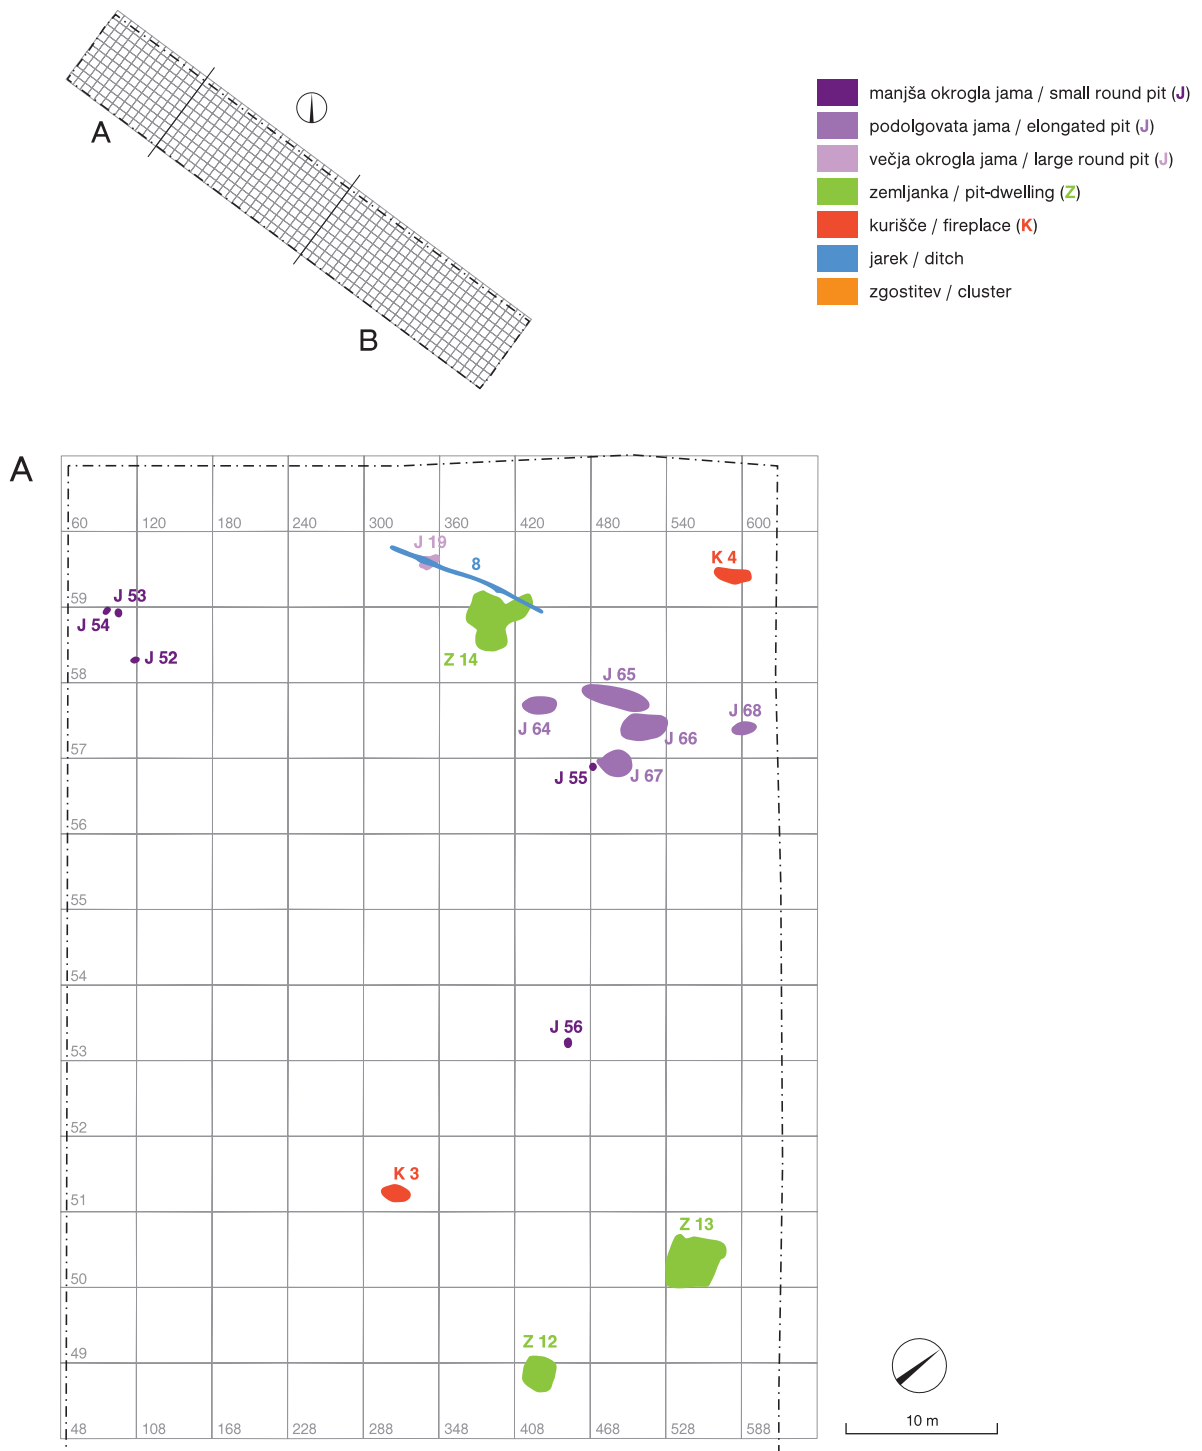 A
B
manjša okrogla jama / small round pit (J)
podolgovata jama / elongated pit (J)
večja okrogla jama / large round pit (J)
zemljanka / pit-dwelling (Z)
kurišče / fireplace (K)
jarek / ditch
zgostitev / cluster
A
60 120 180 240 300 360 420 480 540 600
J 19
8
K 4
59
J 53
J 54
J 52
Z 14
58
J 65
J 64
J 68
J 66
57
J 55
J 67
56
55
54
J 56
53
52
K 3
51
Z 13
50
Z 12
49
48 108 168 228 288 348 408 468 528 588
10 m